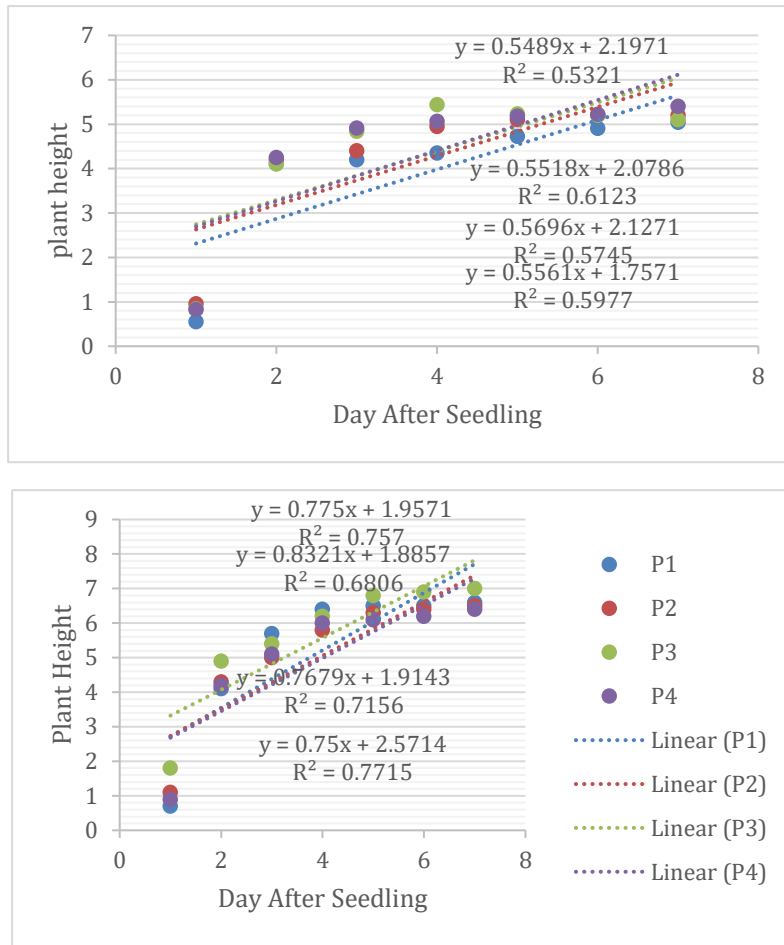 7
6
5
4
3
2
1
0
plant height
y = 0.5489x + 2.1971
R² = 0.5321
y = 0.5518x + 2.0786
R² = 0.6123
y = 0.5696x + 2.1271
R² = 0.5745
y = 0.5561x + 1.7571
R² = 0.5977
0 2 4 6 8
Day After Seedling
9
8
7
6
5
4
3
2
1
0
Plant Height
y = 0.775x + 1.9571
R² = 0.757
y = 0.8321x + 1.8857
R² = 0.6806
y = 0.7679x + 1.9143
R² = 0.7156
y = 0.75x + 2.5714
R² = 0.7715
0 2 4 6 8
Day After Seedling
P1
P2
P3
P4
Linear (P1)
Linear (P2)
Linear (P3)
Linear (P4)